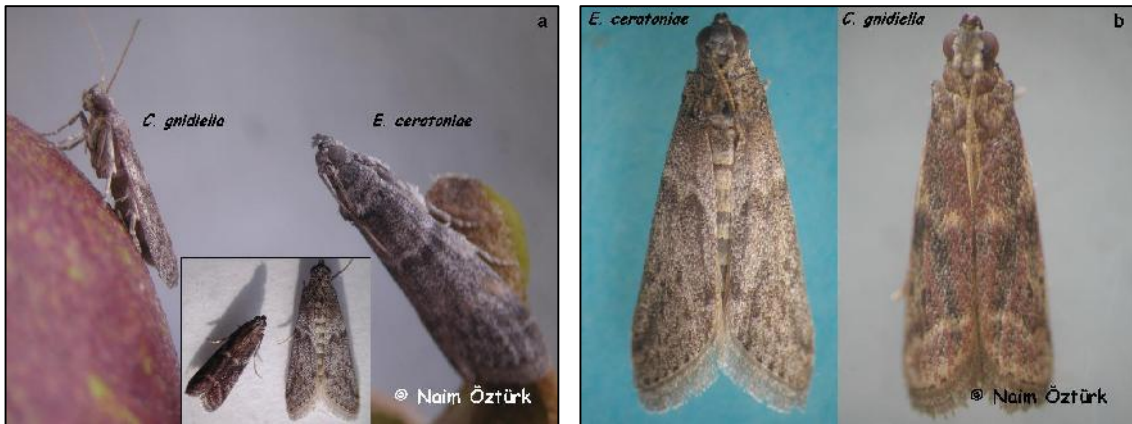 a
C. gnidiella
E. ceratoniae
@ Naim Öztürk
E. ceratoniae
C. gnidiella
b
@ Naim Öztürk